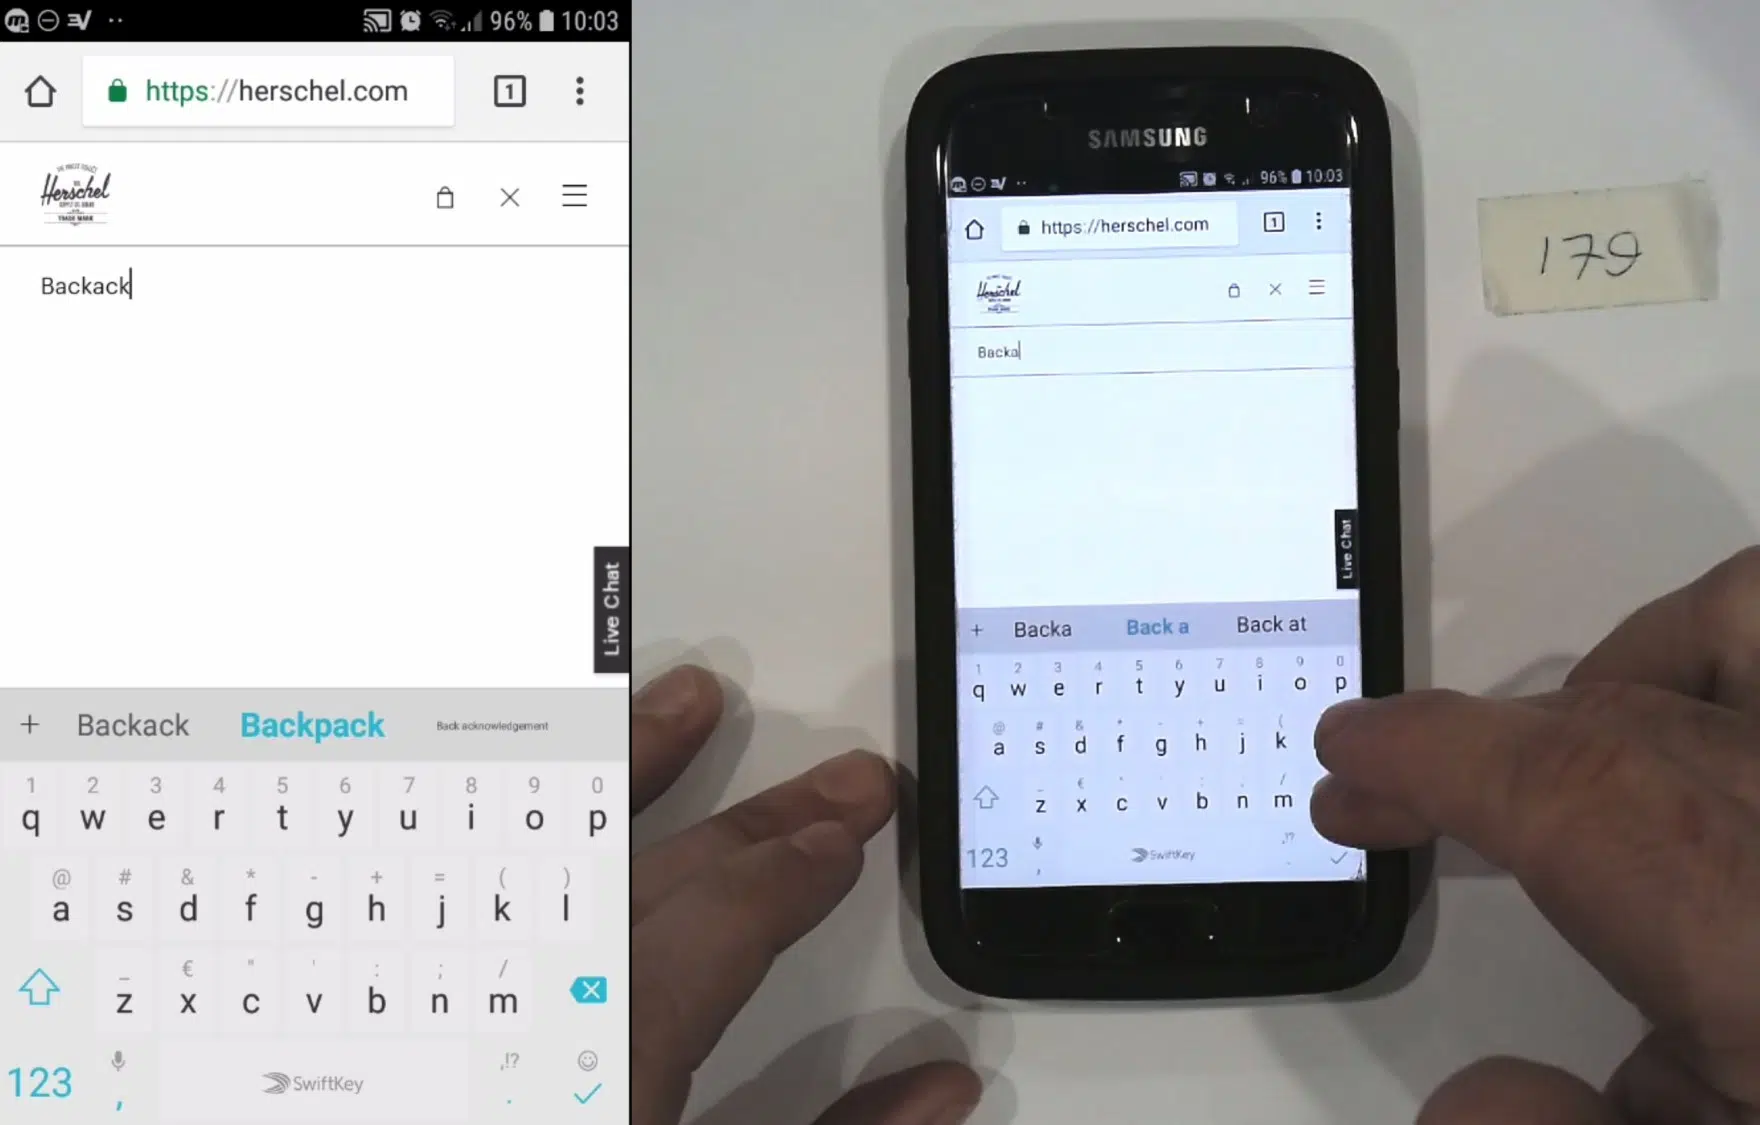 96% 10:03
https://herschel.com
1
Herschel
TRADE MARK
Backack
Live Chat
+ Backack Backpack Back acknowledgement
1 2 3 4 5 6 7 8 9 0
q w e r t y u i o p
@ # & * - + = ( )
a s d f g h j k l
_ € " ' : ; /
z x c v b n m
123 , SwiftKey ,!? .
SAMSUNG
96% 10:03
https://herschel.com
1
Herschel
Backa
Live Chat
+ Backa Back a Back at
1 2 3 4 5 6 7 8 9 0
q w e r t y u i o p
@ # & * - + = (
a s d f g h j k
€ /
z x c v b n m
123 , SwiftKey ,!? .
179